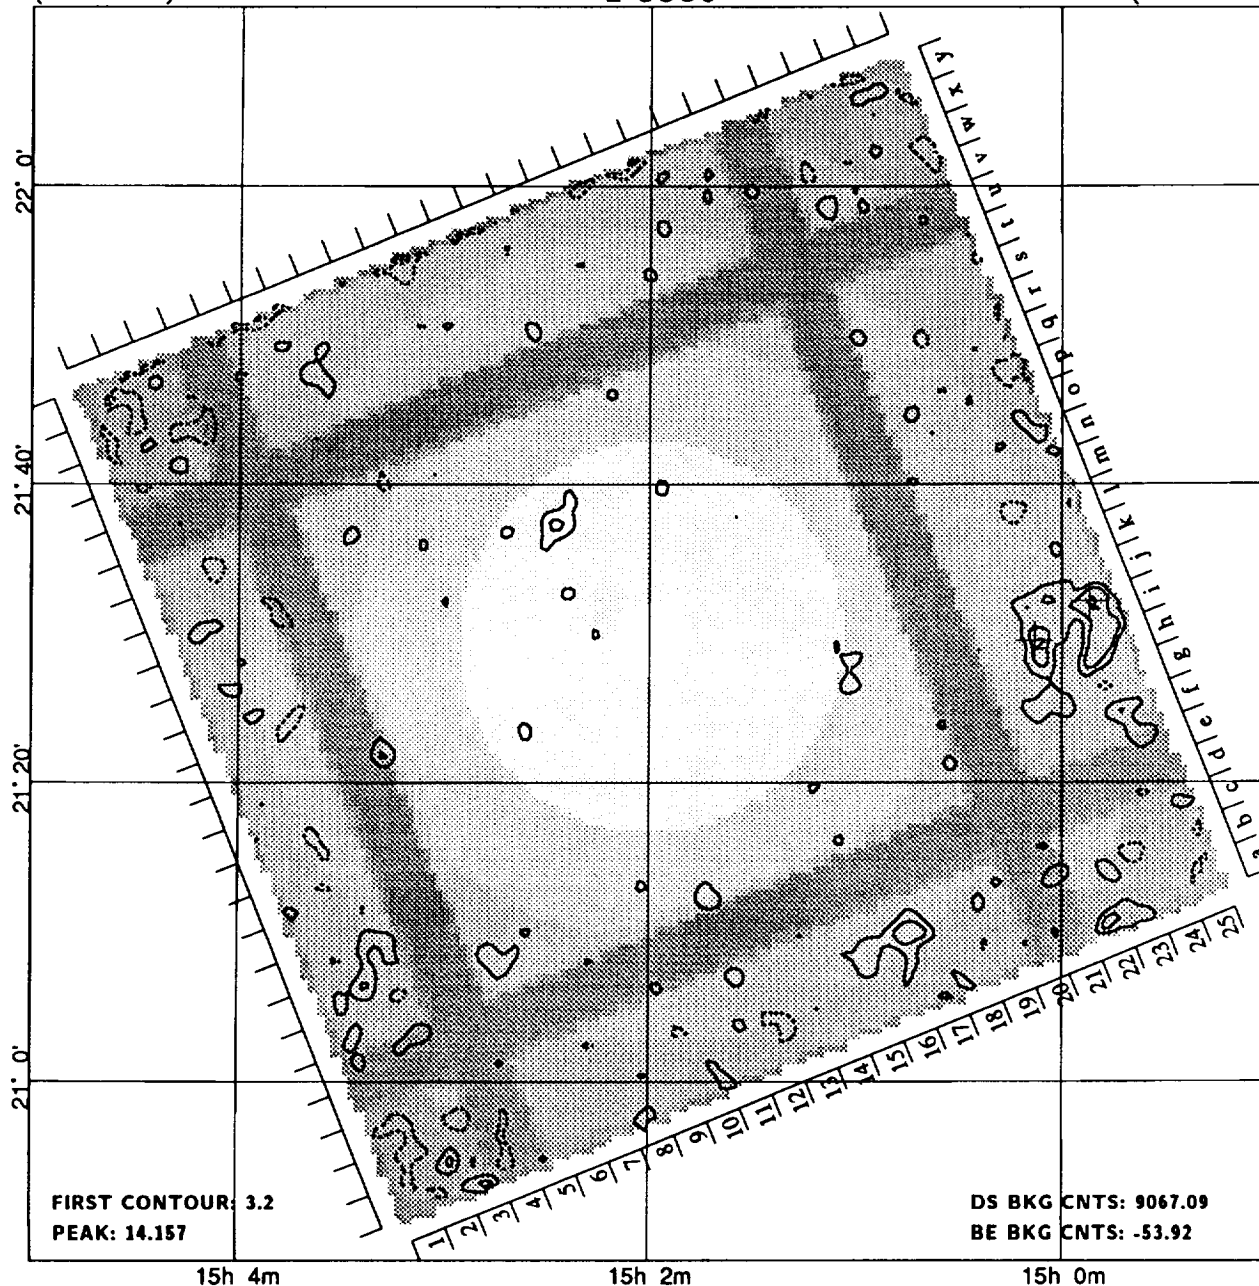 22° 0'
21° 40'
21° 20'
21° 0'
a b c d e f g h i j k l m n o p q r s t u v w x y
1 2 3 4 5 6 7 8 9 10 11 12 13 14 15 16 17 18 19 20 21 22 23 24 25
FIRST CONTOUR: 3.2
PEAK: 14.157
DS BKG CNTS: 9067.09
BE BKG CNTS: -53.92
15h 4m
15h 2m
15h 0m